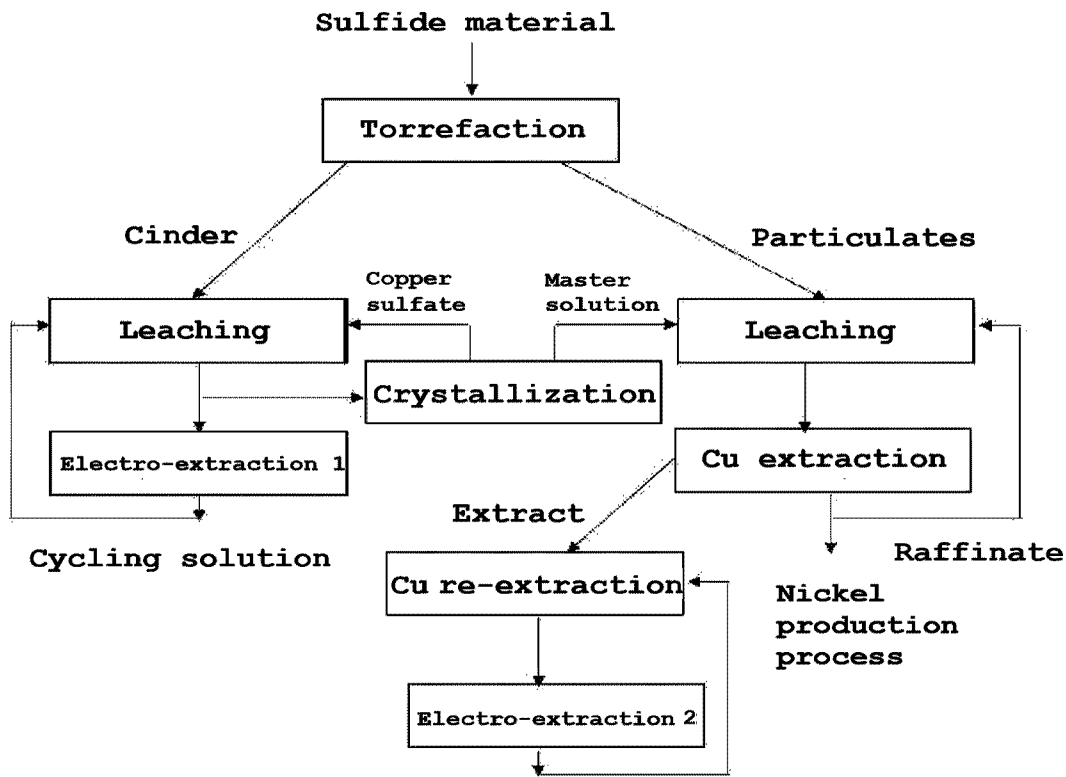 Sulfide material
Torrefaction
Cinder
Particulates
Copper
sulfate
Master
solution
Leaching
Leaching
Crystallization
Electro-extraction 1
Cu extraction
Extract
Cycling solution
Raffinate
Cu re-extraction
Nickel
production
process
Electro-extraction 2